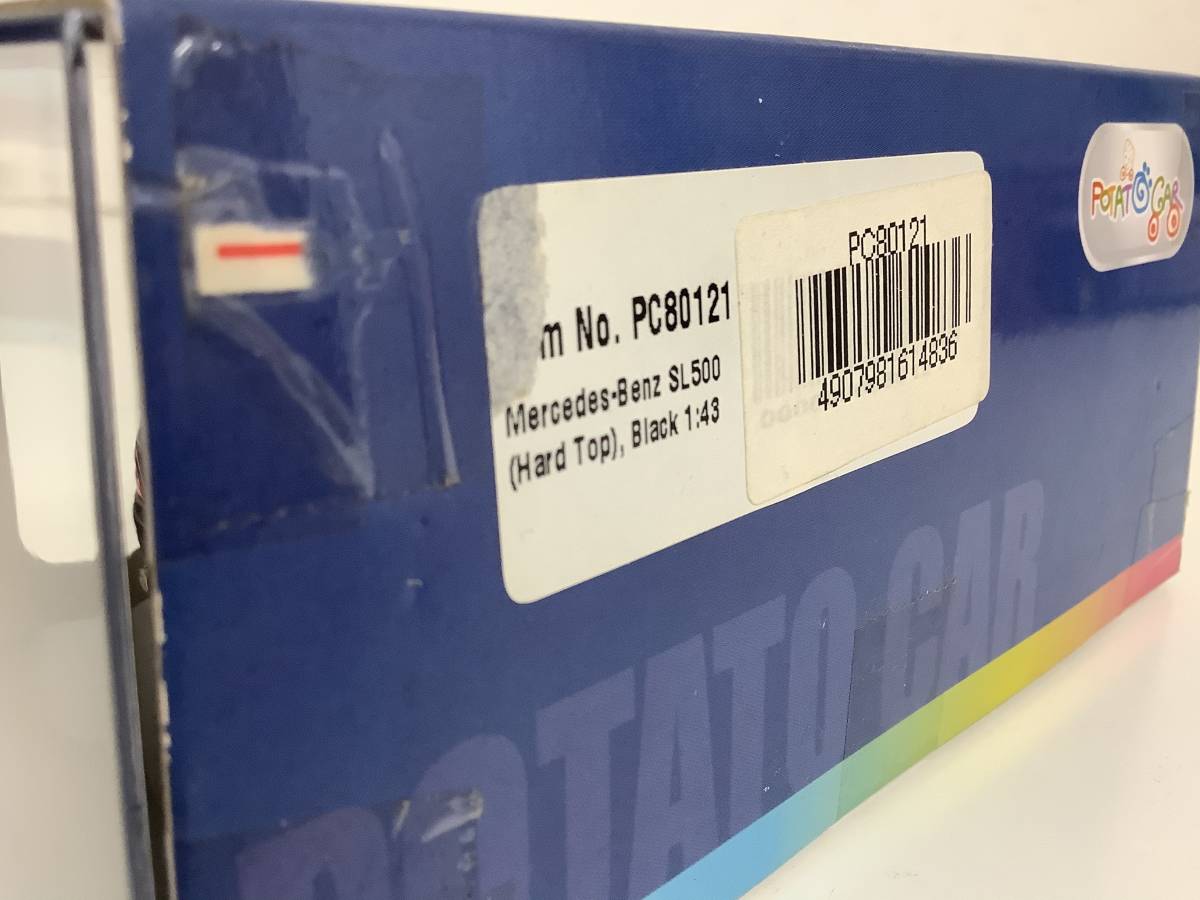 m No. PC80121
Mercedes-Benz SL500
(Hard Top), Black 1:43
PC80121
4907981614836
POTATO CAR
POTATO CAR